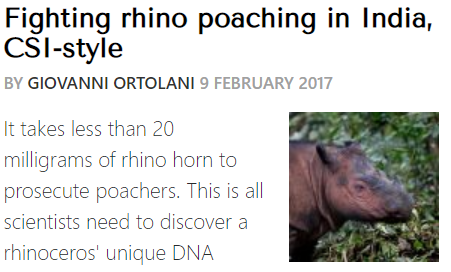 Fighting rhino poaching in India,
CSI-style
BY GIOVANNI ORTOLANI 9 FEBRUARY 2017
It takes less than 20
milligrams of rhino horn to
prosecute poachers. This is all
scientists need to discover a
rhinoceros' unique DNA